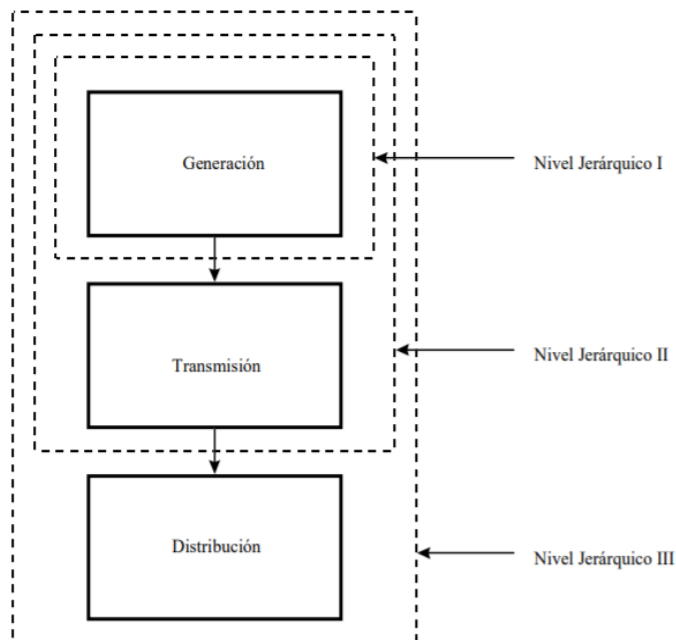 Generación
Nivel Jerárquico I
Transmisión
Nivel Jerárquico II
Distribución
Nivel Jerárquico III